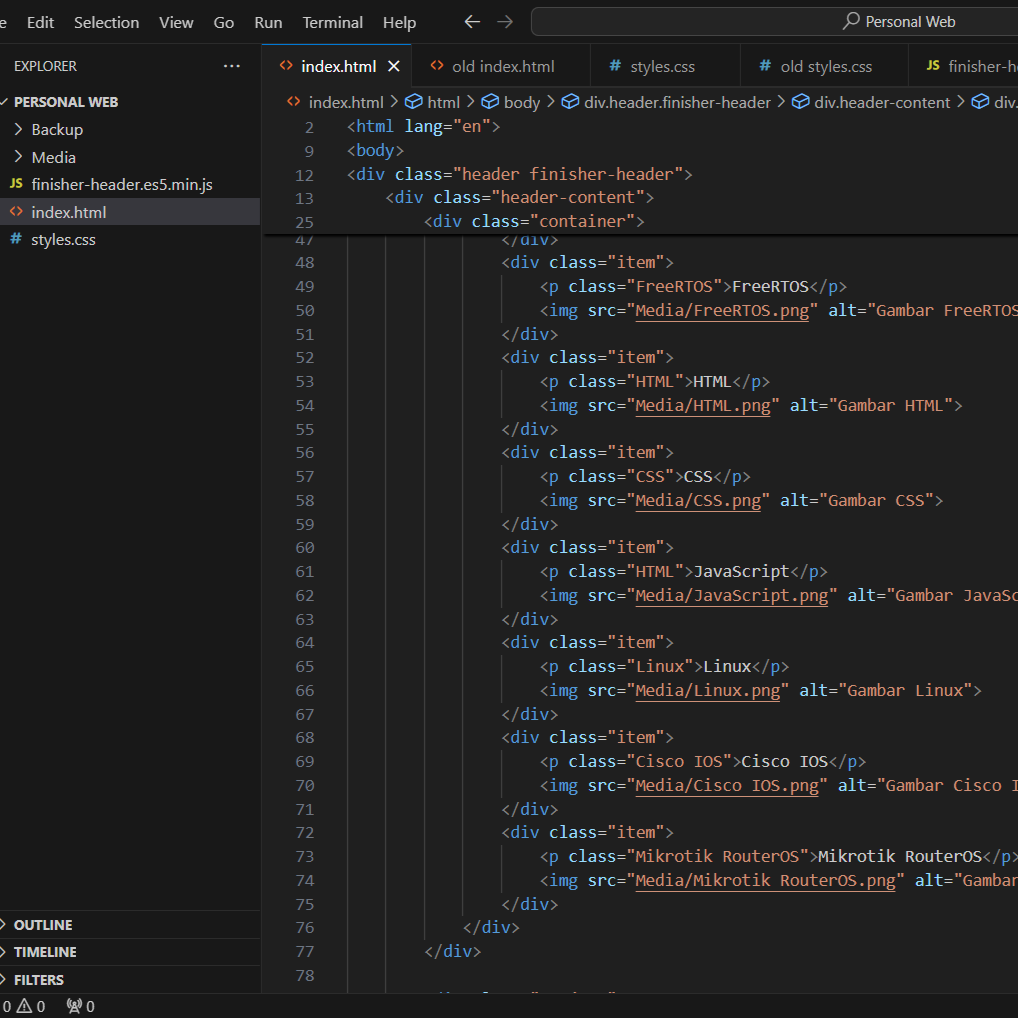 e Edit Selection View Go Run Terminal Help ← → Personal Web
EXPLORER ··· index.html old index.html # styles.css # old styles.css JS finisher-h
PERSONAL WEB
Backup
Media
JS finisher-header.es5.min.js
index.html
# styles.css
OUTLINE
TIMELINE
FILTERS
index.html > html > body > div.header.finisher-header > div.header-content > div.
2 <html lang="en">
9 <body>
12 <div class="header finisher-header">
13 <div class="header-content">
25 <div class="container">
47 </div>
48 <div class="item">
49 <p class="FreeRTOS">FreeRTOS</p>
50 <img src="Media/FreeRTOS.png" alt="Gambar FreeRTOS
51 </div>
52 <div class="item">
53 <p class="HTML">HTML</p>
54 <img src="Media/HTML.png" alt="Gambar HTML">
55 </div>
56 <div class="item">
57 <p class="CSS">CSS</p>
58 <img src="Media/CSS.png" alt="Gambar CSS">
59 </div>
60 <div class="item">
61 <p class="HTML">JavaScript</p>
62 <img src="Media/JavaScript.png" alt="Gambar JavaSc
63 </div>
64 <div class="item">
65 <p class="Linux">Linux</p>
66 <img src="Media/Linux.png" alt="Gambar Linux">
67 </div>
68 <div class="item">
69 <p class="Cisco IOS">Cisco IOS</p>
70 <img src="Media/Cisco IOS.png" alt="Gambar Cisco I
71 </div>
72 <div class="item">
73 <p class="Mikrotik RouterOS">Mikrotik RouterOS</p>
74 <img src="Media/Mikrotik RouterOS.png" alt="Gambar
75 </div>
76 </div>
77 </div>
78
0 0 0